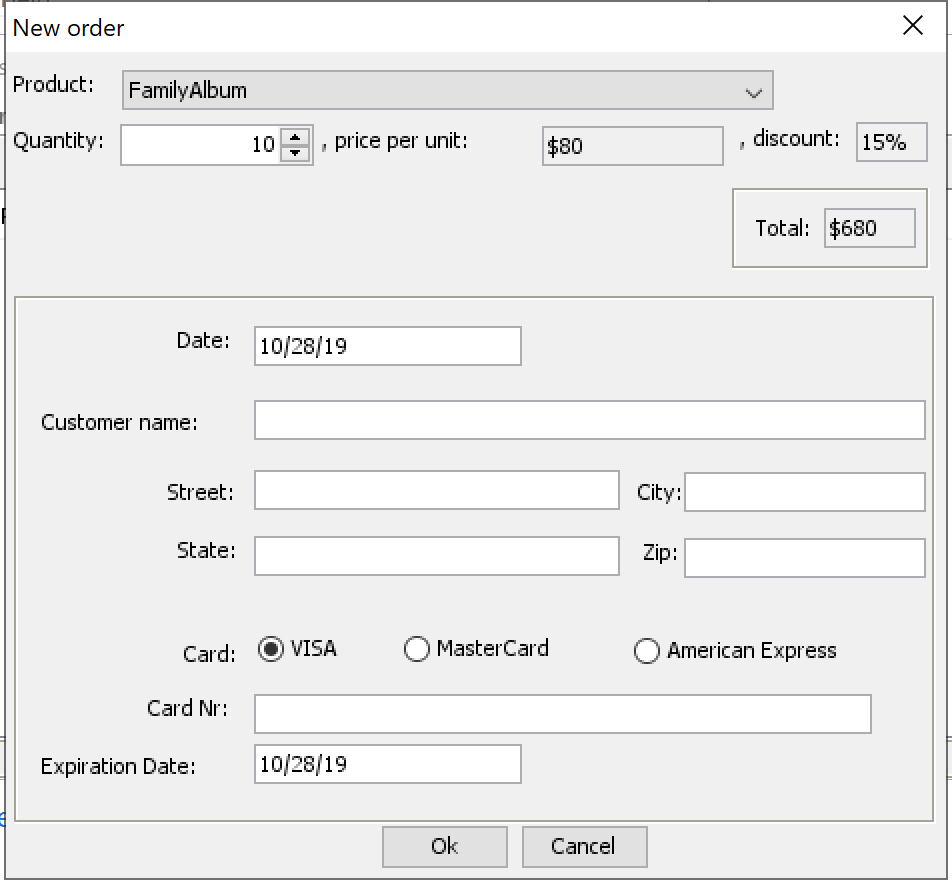 New order
Product: FamilyAlbum
Quantity: 10 , price per unit: $80 , discount: 15%
Total: $680
Date: 10/28/19
Customer name:
Street: City:
State: Zip:
Card: VISA MasterCard American Express
Card Nr:
Expiration Date: 10/28/19
Ok Cancel